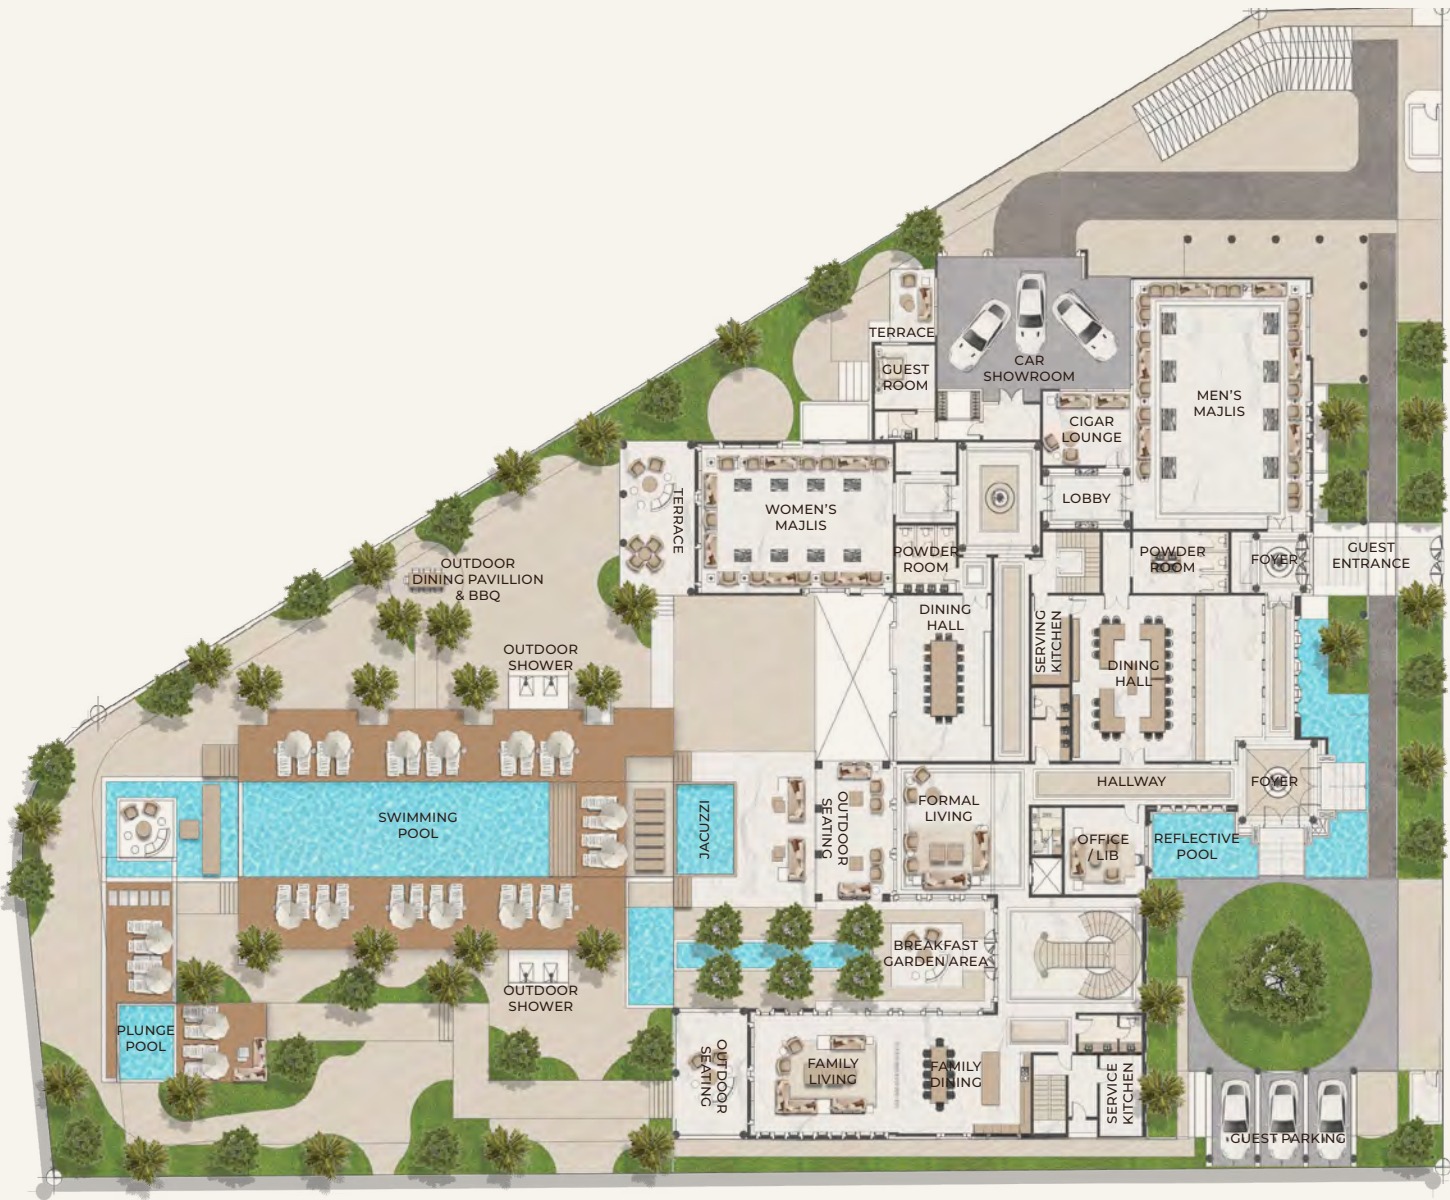 TERRACE
GUEST
ROOM
CAR
SHOWROOM
MEN'S
MAJLIS
CIGAR
LOUNGE
LOBBY
TERRACE
WOMEN'S
MAJLIS
POWDER
ROOM
POWDER
ROOM
FOYER
GUEST
ENTRANCE
OUTDOOR
DINING PAVILLION
& BBQ
DINING
HALL
SERVING
KITCHEN
DINING
HALL
OUTDOOR
SHOWER
HALLWAY
FOYER
SWIMMING
POOL
JACUZZI
OUTDOOR
SEATING
FORMAL
LIVING
OFFICE
/ LIB
REFLECTIVE
POOL
BREAKFAST
GARDEN AREA
OUTDOOR
SHOWER
PLUNGE
POOL
OUTDOOR
SEATING
FAMILY
LIVING
FAMILY
DINING
SERVICE
KITCHEN
GUEST PARKING